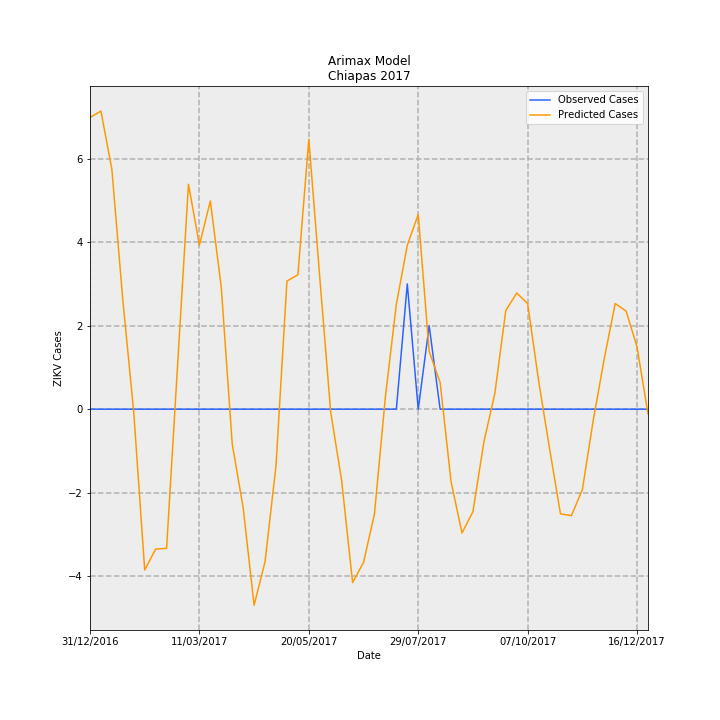 Arimax Model
Chiapas 2017
Observed Cases
Predicted Cases
6
4
2
0
−2
−4
ZIKV Cases
31/12/2016 11/03/2017 20/05/2017 29/07/2017 07/10/2017 16/12/2017
Date